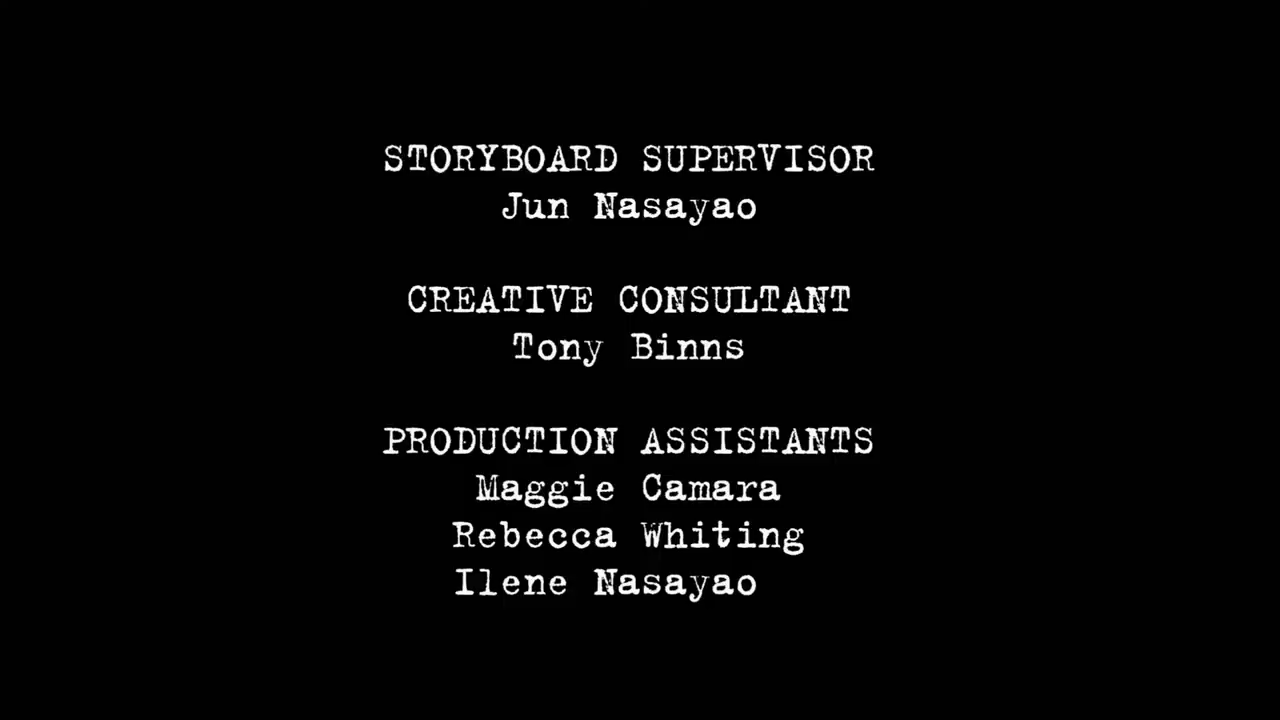 STORYBOARD SUPERVISOR
Jun Nasayao
CREATIVE CONSULTANT
Tony Binns
PRODUCTION ASSISTANTS
Maggie Camara
Rebecca Whiting
Ilene Nasayao